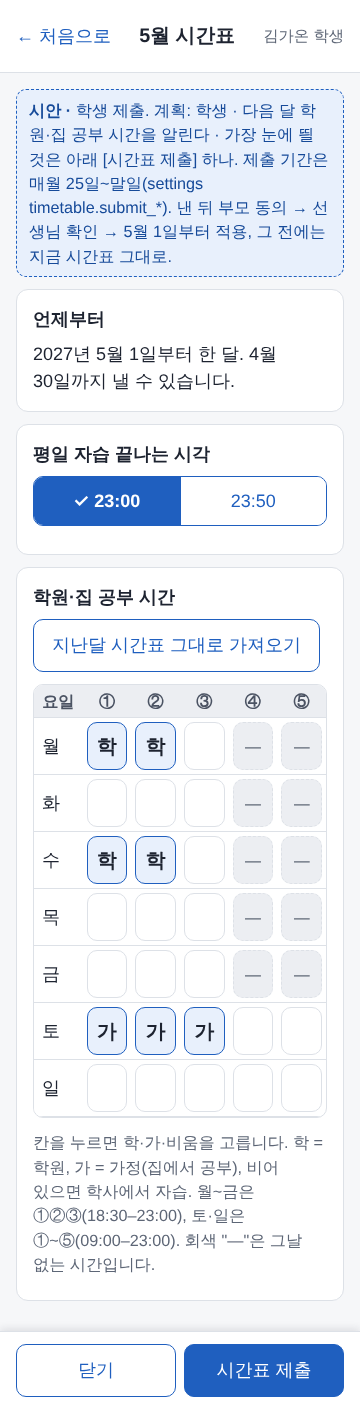 ← 처음으로 5월 시간표 김가온 학생
시안 · 학생 제출. 계획: 학생 · 다음 달 학
원·집 공부 시간을 알린다 · 가장 눈에 띌
것은 아래 [시간표 제출] 하나. 제출 기간은
매월 25일~말일(settings
timetable.submit_*). 낸 뒤 부모 동의 → 선
생님 확인 → 5월 1일부터 적용, 그 전에는
지금 시간표 그대로.
언제부터
2027년 5월 1일부터 한 달. 4월
30일까지 낼 수 있습니다.
평일 자습 끝나는 시각
✓ 23:00 23:50
학원·집 공부 시간
지난달 시간표 그대로 가져오기
요일 ① ② ③ ④ ⑤
월 학 학 — —
화 — —
수 학 학 — —
목 — —
금 — —
토 가 가 가
일
칸을 누르면 학·가·비움을 고릅니다. 학 =
학원, 가 = 가정(집에서 공부), 비어
있으면 학사에서 자습. 월~금은
①②③(18:30–23:00), 토·일은
①~⑤(09:00–23:00). 회색 "—"은 그날
없는 시간입니다.
닫기 시간표 제출